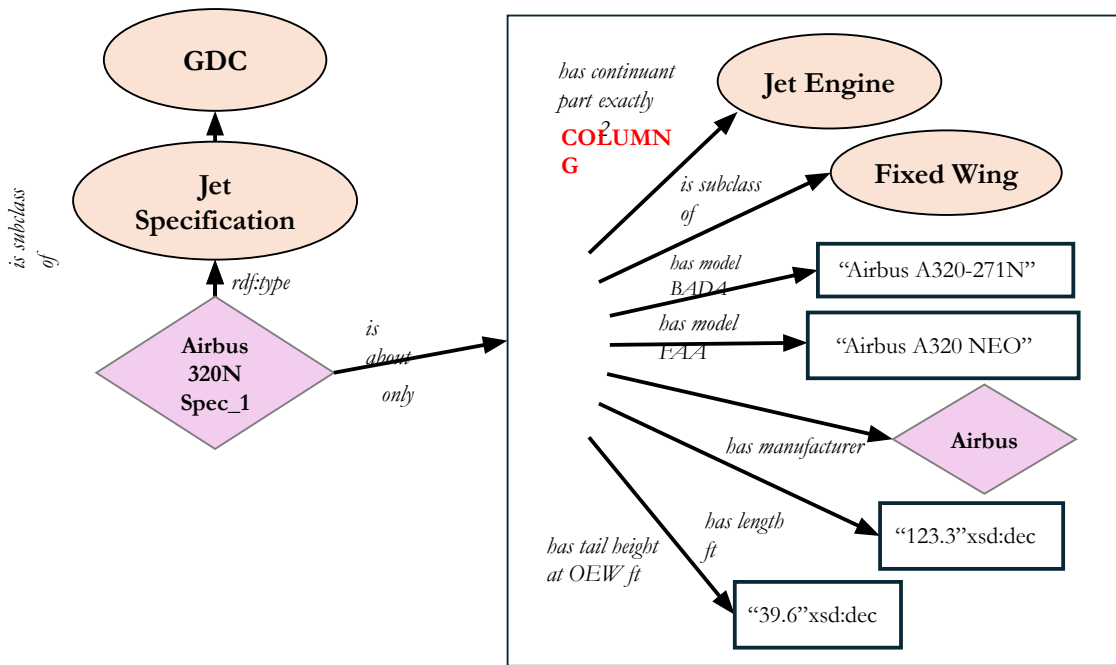 GDC
Jet
Specification
is subclass
of
rdf:type
Airbus
320N
Spec_1
is
about
only
has continuant
part exactly
2
COLUMN
G
Jet Engine
is subclass
of
Fixed Wing
has model
BADA
“Airbus A320-271N”
has model
FAA
“Airbus A320 NEO”
Airbus
has manufacturer
has length
ft
“123.3”xsd:dec
has tail height
at OEW ft
“39.6”xsd:dec